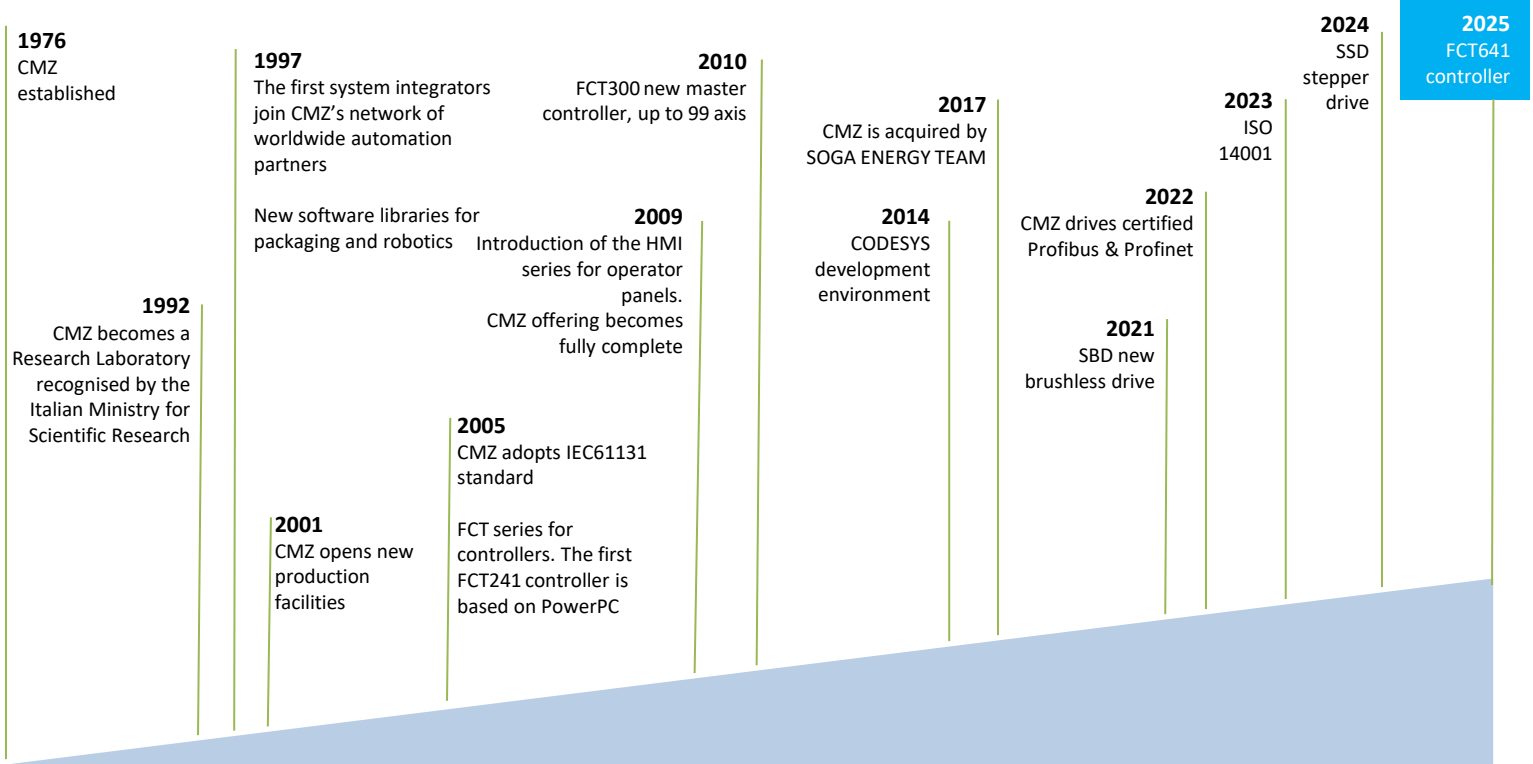 1976
CMZ
established
1992
CMZ becomes a
Research Laboratory
recognised by the
Italian Ministry for
Scientific Research
1997
The first system integrators
join CMZ's network of
worldwide automation
partners
New software libraries for
packaging and robotics
2001
CMZ opens new
production
facilities
2005
CMZ adopts IEC61131
standard
FCT series for
controllers. The first
FCT241 controller is
based on PowerPC
2009
Introduction of the HMI
series for operator
panels.
CMZ offering becomes
fully complete
2010
FCT300 new master
controller, up to 99 axis
2014
CODESYS
development
environment
2017
CMZ is acquired by
SOGA ENERGY TEAM
2021
SBD new
brushless drive
2022
CMZ drives certified
Profibus & Profinet
2023
ISO
14001
2024
SSD
stepper
drive
2025
FCT641
controller